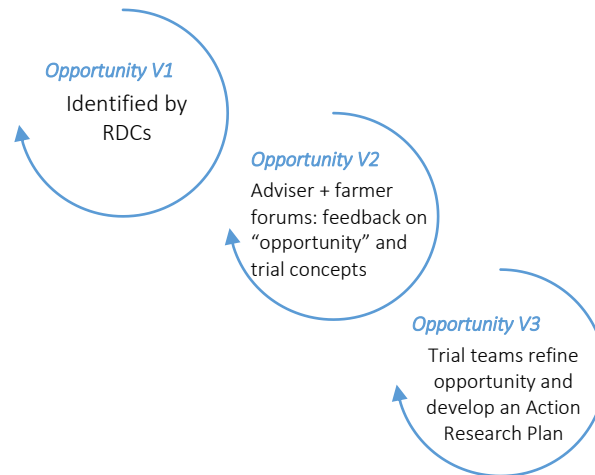 Opportunity V1
Identified by
RDCs
Opportunity V2
Adviser + farmer
forums: feedback on
“opportunity” and
trial concepts
Opportunity V3
Trial teams refine
opportunity and
develop an Action
Research Plan